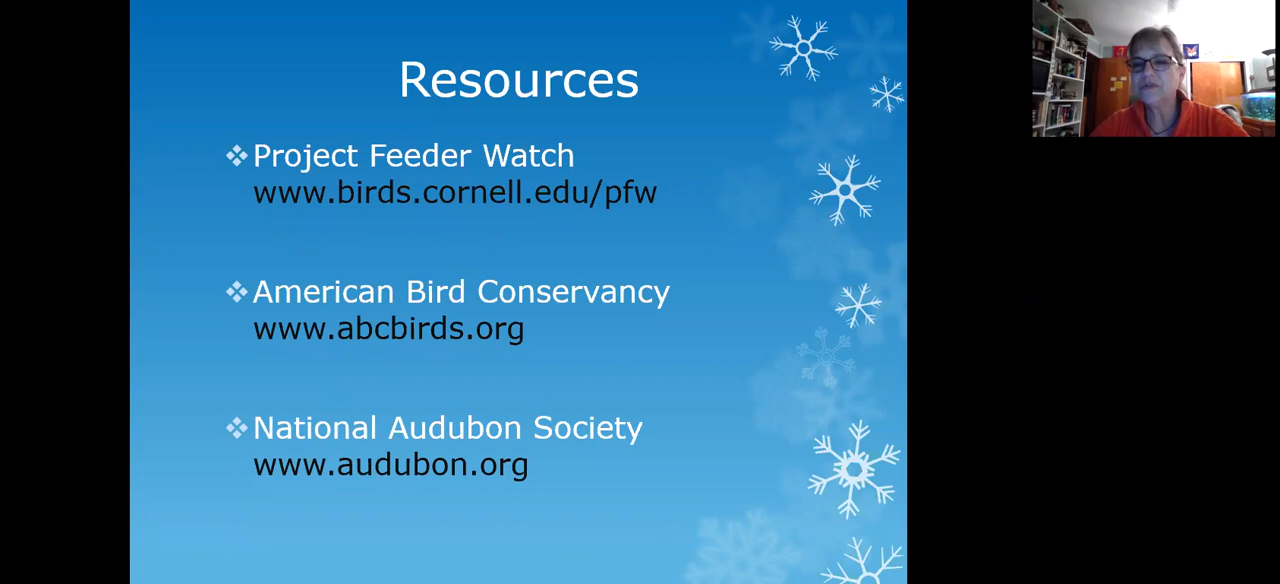 Resources
Project Feeder Watch
www.birds.cornell.edu/pfw
American Bird Conservancy
www.abcbirds.org
National Audubon Society
www.audubon.org